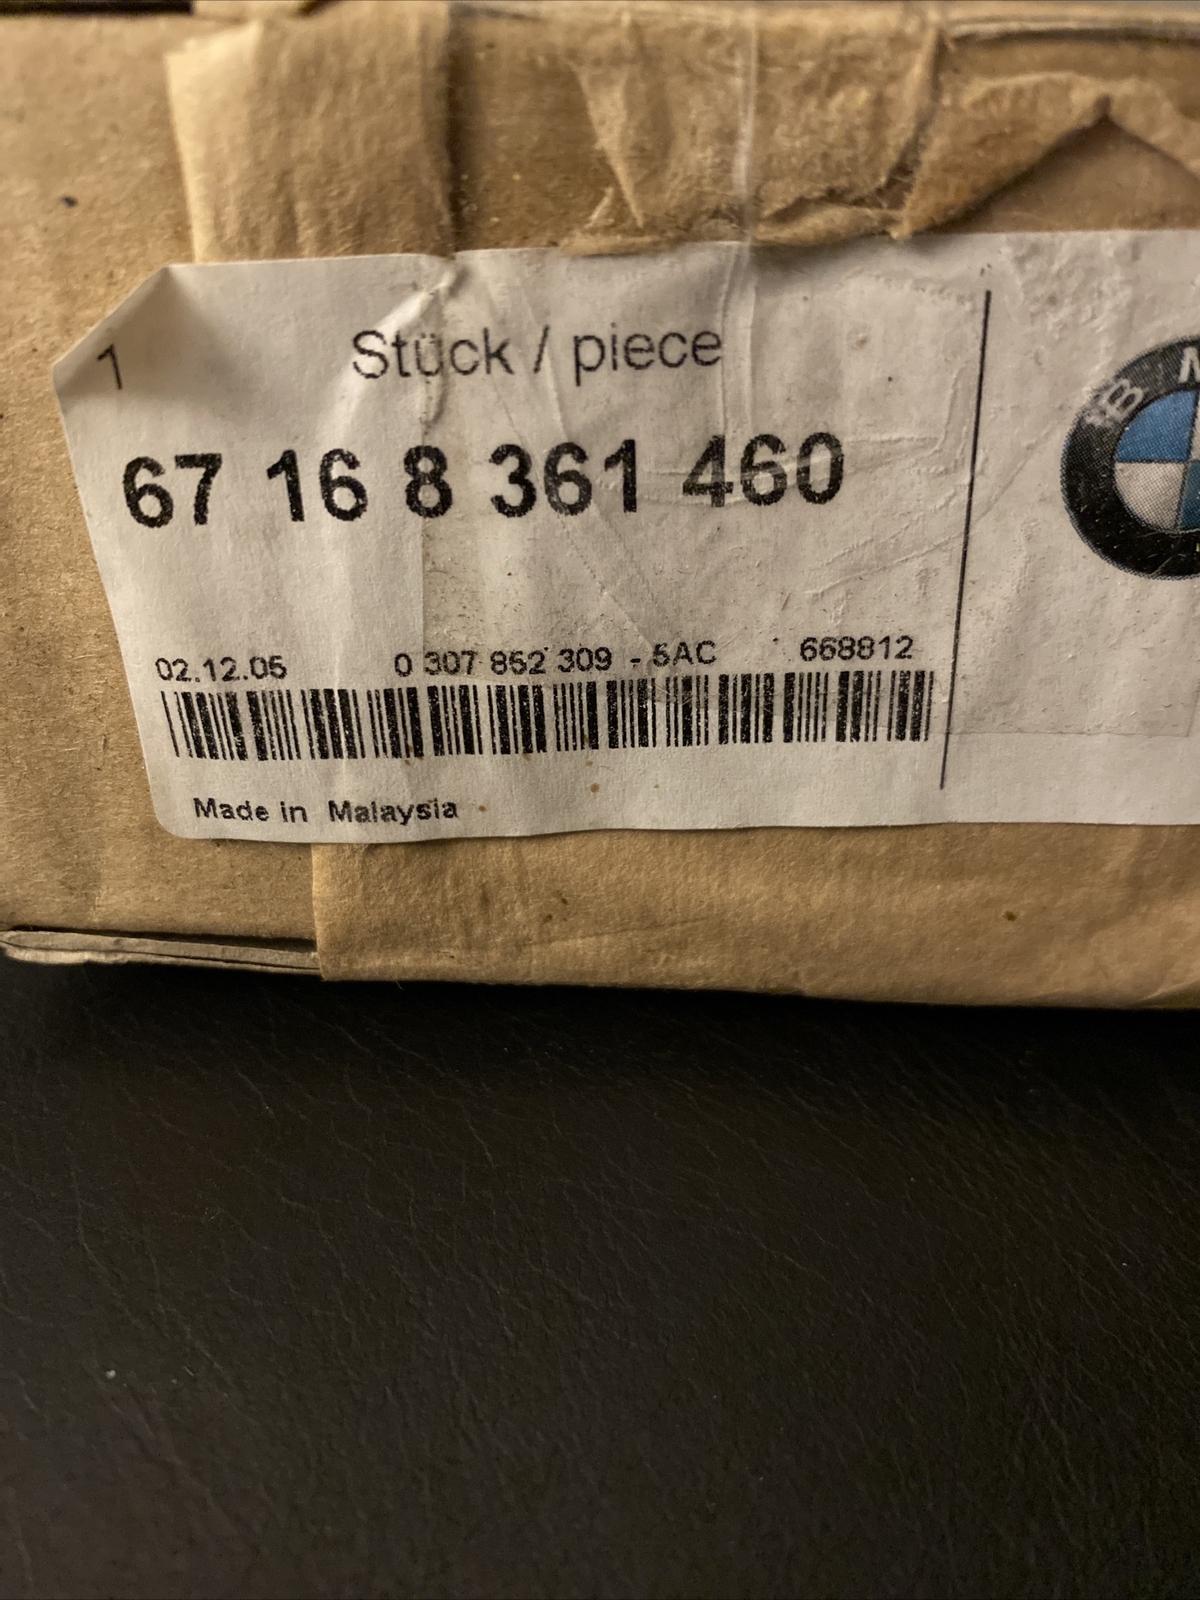 1 Stück / piece
67 16 8 361 460
02.12.05 0 307 852 309 - 5AC 668812
Made in Malaysia
B M